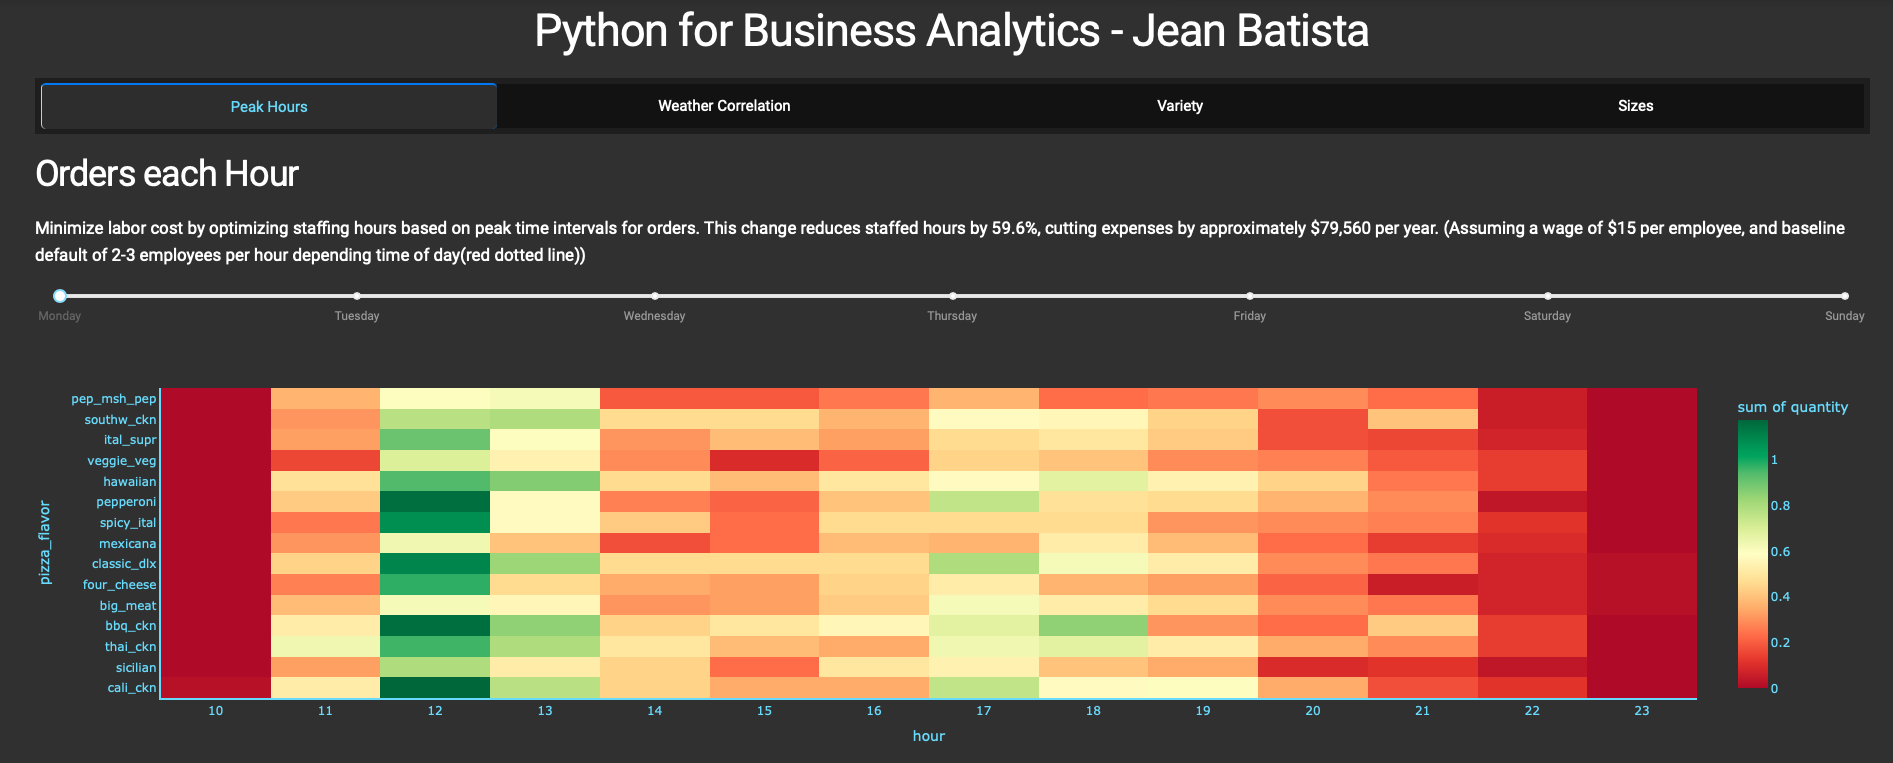 Python for Business Analytics - Jean Batista
Peak Hours
Weather Correlation
Variety
Sizes
Orders each Hour
Minimize labor cost by optimizing staffing hours based on peak time intervals for orders. This change reduces staffed hours by 59.6%, cutting expenses by approximately $79,560 per year. (Assuming a wage of $15 per employee, and baseline
default of 2-3 employees per hour depending time of day(red dotted line))
Monday
Tuesday
Wednesday
Thursday
Friday
Saturday
Sunday
pizza_flavor
pep_msh_pep
southw_ckn
ital_supr
veggie_veg
hawaiian
pepperoni
spicy_ital
mexicana
classic_dlx
four_cheese
big_meat
bbq_ckn
thai_ckn
sicilian
cali_ckn
10
11
12
13
14
15
16
17
18
19
20
21
22
23
hour
sum of quantity
1
0.8
0.6
0.4
0.2
0